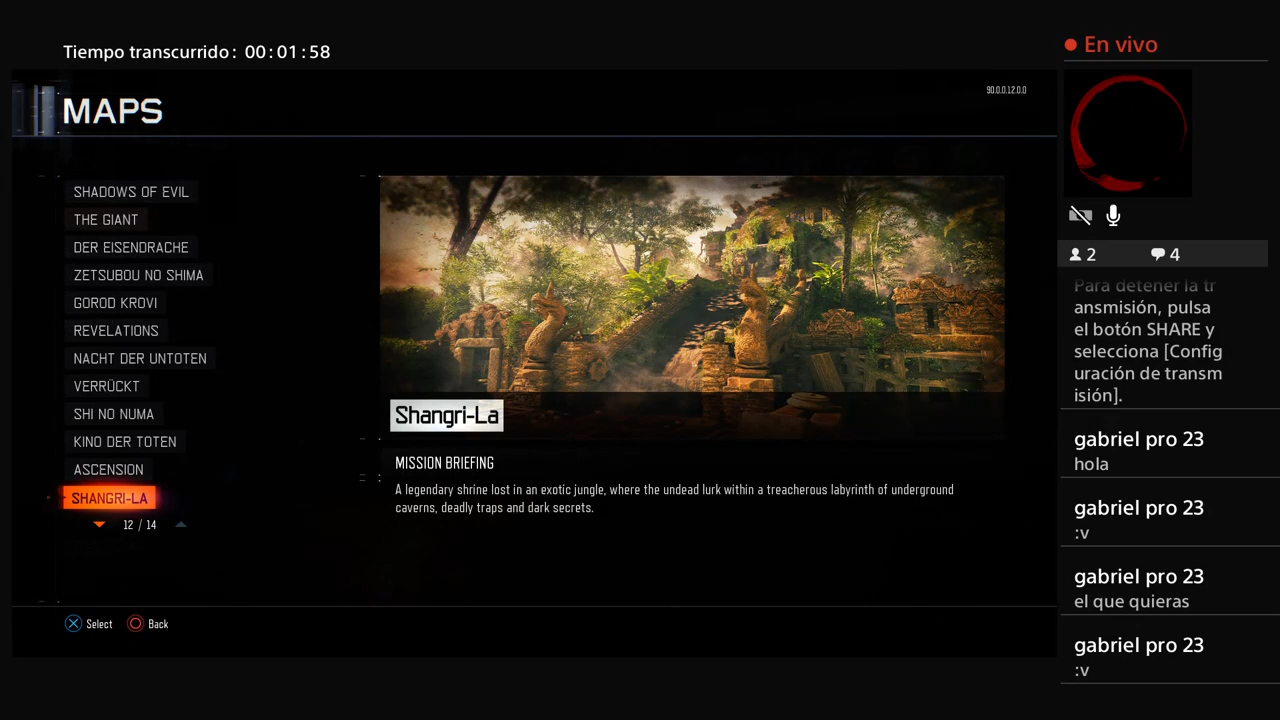 Tiempo transcurrido: 00:01:58
MAPS
90.0.0.12.0.0
SHADOWS OF EVIL
THE GIANT
DER EISENDRACHE
ZETSUBOU NO SHIMA
GOROD KROVI
REVELATIONS
NACHT DER UNTOTEN
VERRÜCKT
SHI NO NUMA
KINO DER TOTEN
ASCENSION
SHANGRI-LA
12 / 14
Shangri-La
MISSION BRIEFING
A legendary shrine lost in an exotic jungle, where the undead lurk within a treacherous labyrinth of underground
caverns, deadly traps and dark secrets.
Select
Back
En vivo
2
4
Para detener la tr
ansmisión, pulsa
el botón SHARE y
selecciona [Config
uración de transm
isión].
gabriel pro 23
hola
gabriel pro 23
:v
gabriel pro 23
el que quieras
gabriel pro 23
:v